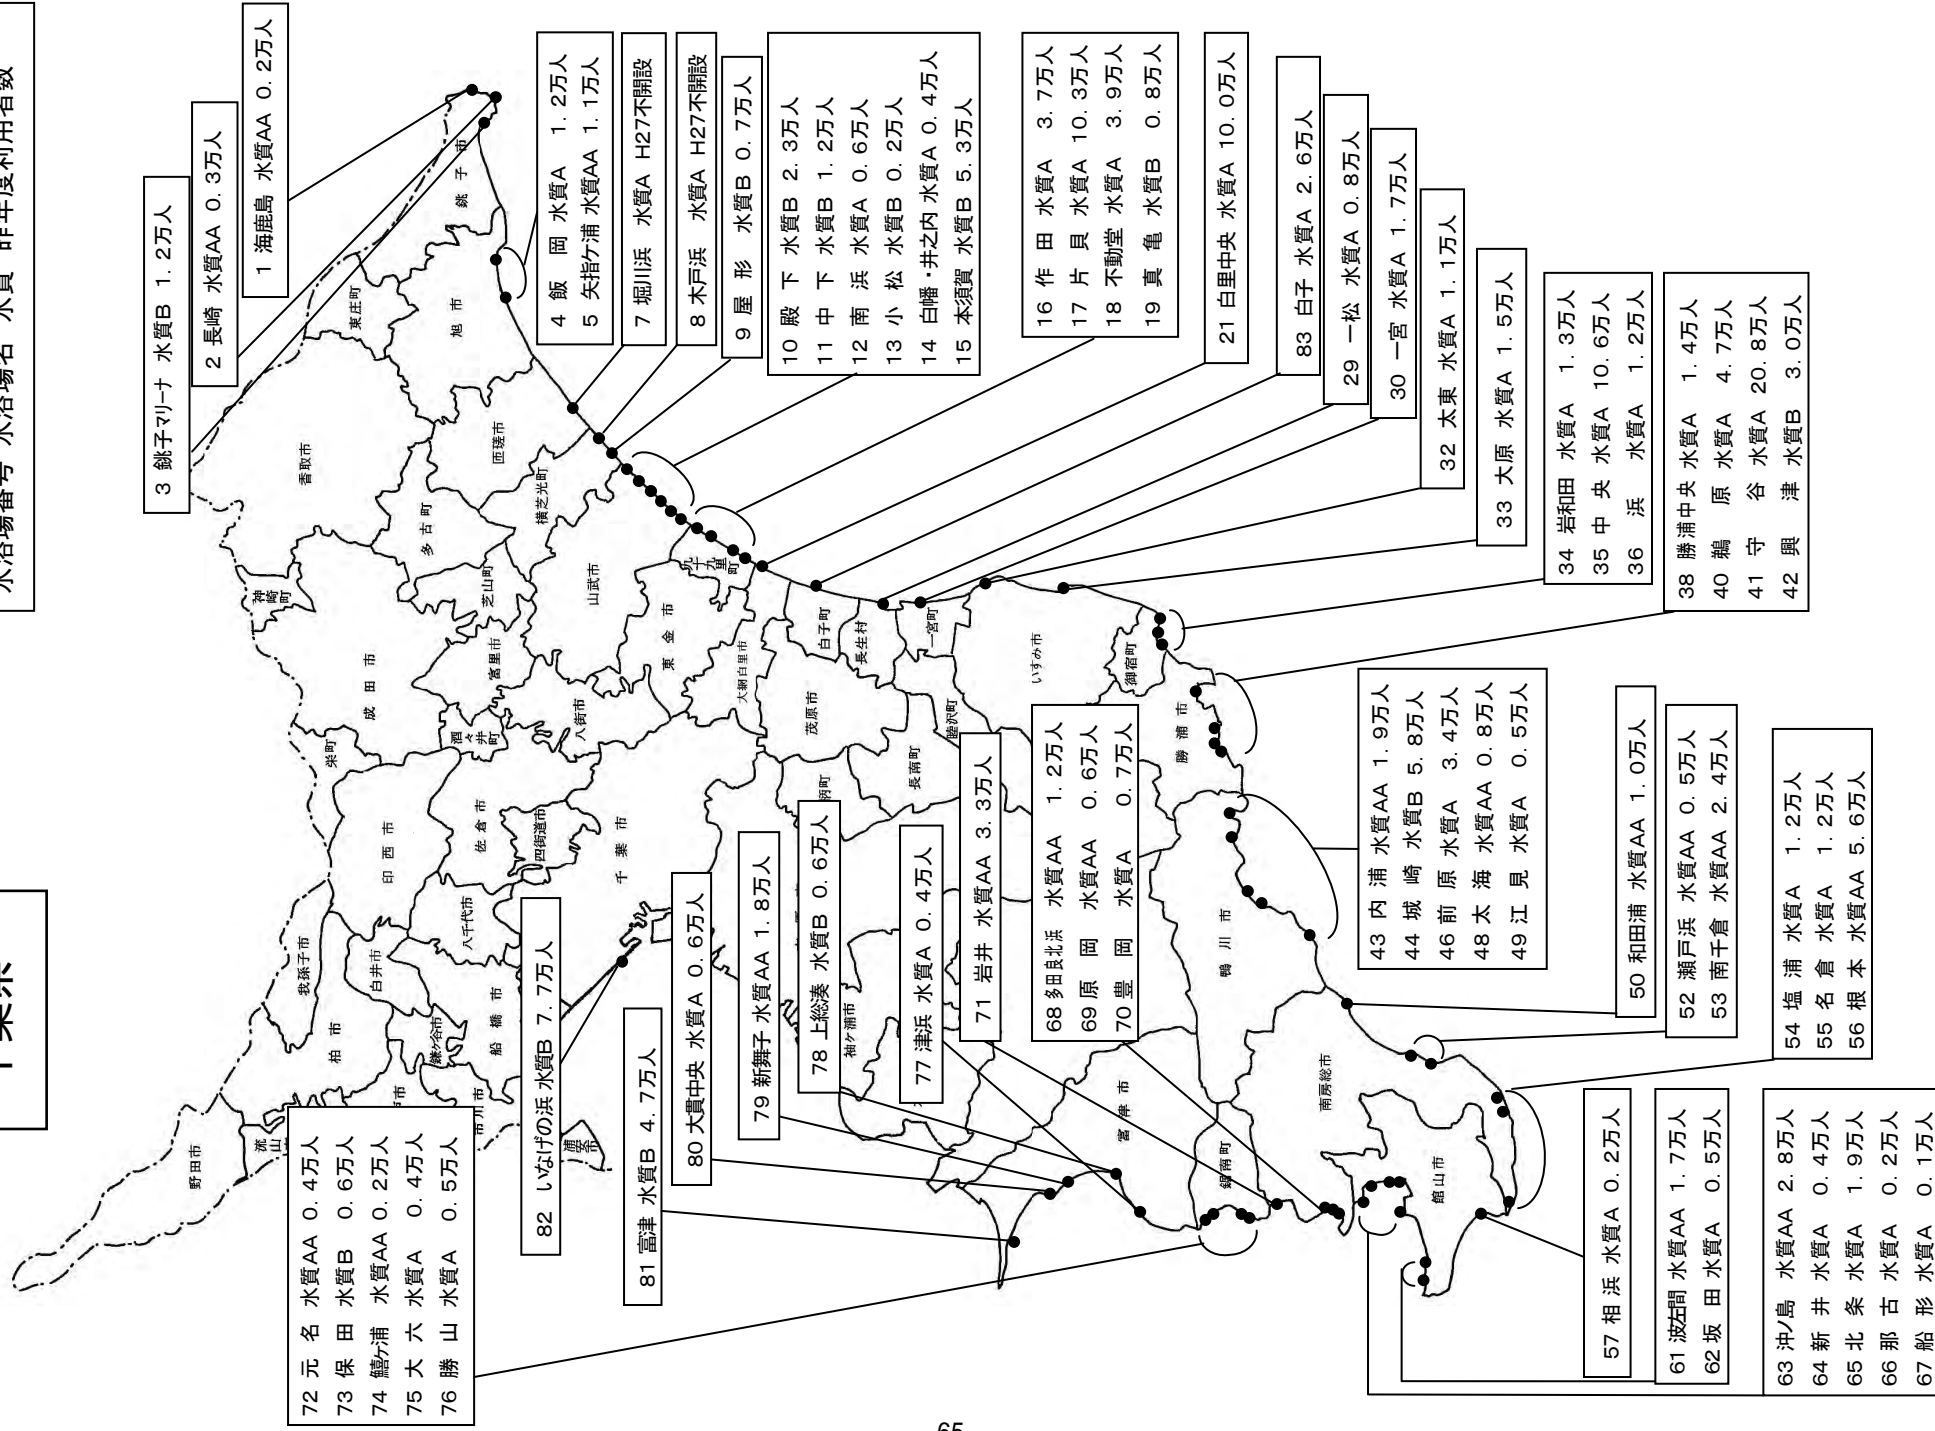 水浴場番号 水浴場名 水質 昨年度利用者数
千葉県
3 銚子マリーナ 水質B 1.2万人
2 長崎 水質AA 0.3万人
1 海鹿島 水質AA 0.2万人
4 飯岡 水質A 1.2万人
5 矢指ケ浦 水質AA 1.1万人
7 堀川浜 水質A H27不開設
8 木戸浜 水質A H27不開設
9 屋形 水質B 0.7万人
10 殿下 水質B 2.3万人
11 中下 水質B 1.2万人
12 南浜 水質A 0.6万人
13 小松 水質B 0.2万人
14 白幡・井之内 水質A 0.4万人
15 本須賀 水質B 5.3万人
16 作田 水質A 3.7万人
17 片貝 水質A 10.3万人
18 不動堂 水質A 3.9万人
19 真亀 水質B 0.8万人
21 白里中央 水質A 10.0万人
83 白子 水質A 2.6万人
29 一松 水質A 0.8万人
30 一宮 水質A 1.7万人
32 太東 水質A 1.1万人
33 大原 水質A 1.5万人
34 岩和田 水質A 1.3万人
35 中央 水質A 10.6万人
36 浜 水質A 1.2万人
38 勝浦中央 水質A 1.4万人
40 鵜原 水質A 4.7万人
41 守谷 水質A 20.8万人
42 興津 水質B 3.0万人
43 内浦 水質AA 1.9万人
44 城崎 水質B 5.8万人
46 前原 水質A 3.4万人
48 太海 水質AA 0.8万人
49 江見 水質A 0.5万人
50 和田浦 水質AA 1.0万人
52 瀬戸浜 水質AA 0.5万人
53 南千倉 水質AA 2.4万人
54 塩浦 水質A 1.2万人
55 名倉 水質A 1.2万人
56 根本 水質AA 5.6万人
57 相浜 水質A 0.2万人
61 波左間 水質AA 1.7万人
62 坂田 水質A 0.5万人
63 沖ノ島 水質AA 2.8万人
64 新井 水質A 0.4万人
65 北条 水質A 1.9万人
66 那古 水質A 0.2万人
67 船形 水質A 0.1万人
68 多田良北浜 水質AA 1.2万人
69 原岡 水質AA 0.6万人
70 豊岡 水質A 0.7万人
71 岩井 水質AA 3.3万人
72 元名 水質AA 0.4万人
73 保田 水質B 0.6万人
74 鱚ケ浦 水質AA 0.2万人
75 大六 水質A 0.4万人
76 勝山 水質A 0.5万人
77 津浜 水質A 0.4万人
78 上総湊 水質B 0.6万人
79 新舞子 水質AA 1.8万人
80 大貫中央 水質A 0.6万人
81 富津 水質B 4.7万人
82 いなげの浜 水質B 7.7万人
銚子市
東庄町
旭市
香取市
匝瑳市
多古町
横芝光町
神崎町
芝山町
山武市
九十九里町
成田市
富里市
東金市
大網白里市
白子町
長生村
一宮町
いすみ市
御宿町
栄町
酒々井町
八街市
茂原市
睦沢町
長南町
勝浦市
印西市
佐倉市
四街道市
千葉市
柄町
我孫子市
白井市
八千代市
柏市
鎌ケ谷市
船橋市
市川市
戸市
流山
野田市
浦安市
袖ケ浦市
鴨川市
富津市
鋸南町
南房総市
館山市
65